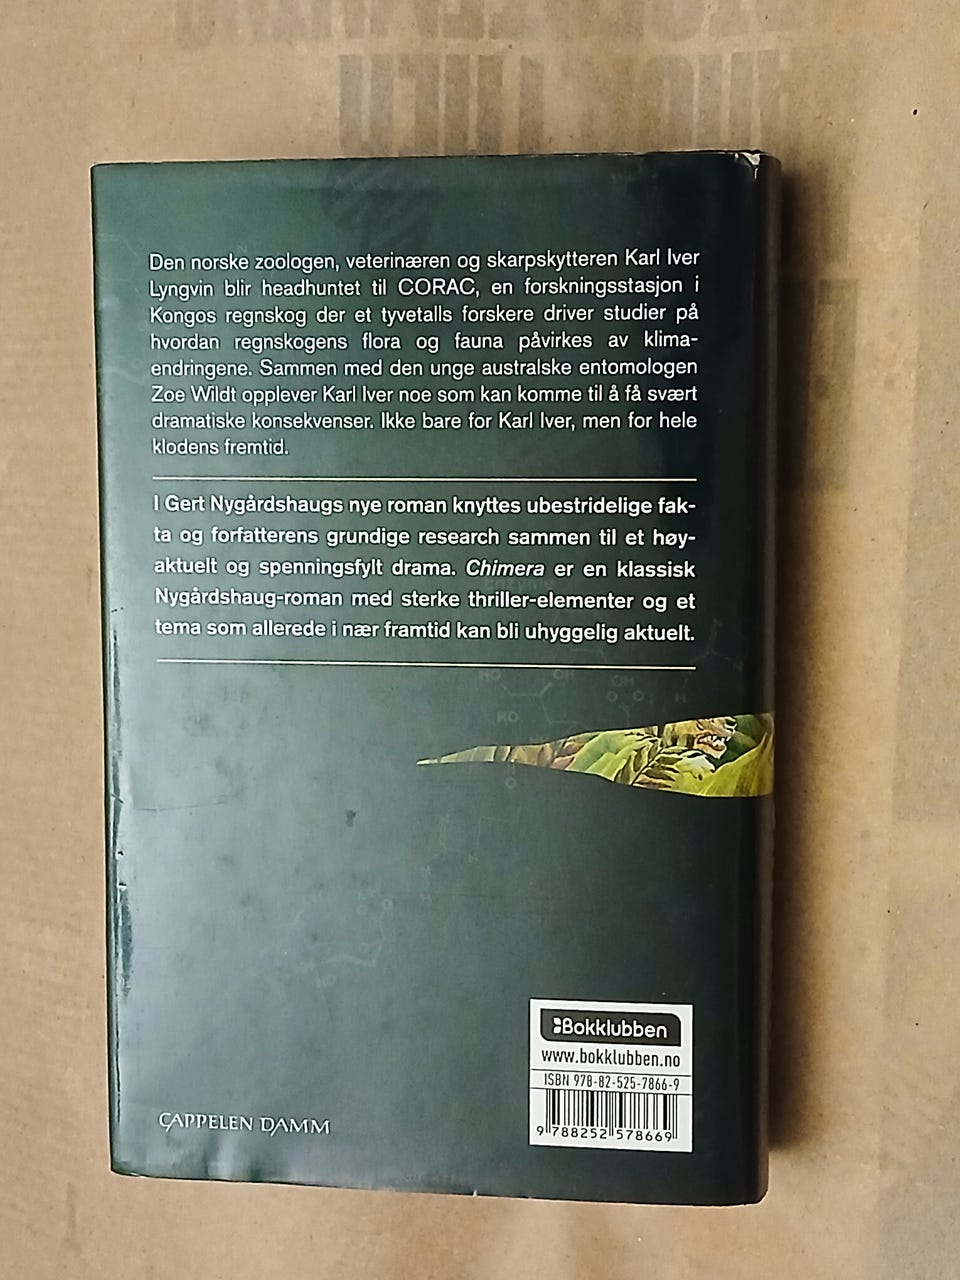 Den norske zoologen, veterinæren og skarpskytteren Karl Iver
Lyngvin blir headhuntet til CORAC, en forskningsstasjon i
Kongos regnskog der et tyvetalls forskere driver studier på
hvordan regnskogens flora og fauna påvirkes av klima-
endringene. Sammen med den unge australske entomologen
Zoe Wildt opplever Karl Iver noe som kan komme til å få svært
dramatiske konsekvenser. Ikke bare for Karl Iver, men for hele
klodens fremtid.
I Gert Nygårdshaugs nye roman knyttes ubestridelige fak-
ta og forfatterens grundige research sammen til et høy-
aktuelt og spenningsfylt drama. Chimera er en klassisk
Nygårdshaug-roman med sterke thriller-elementer og et
tema som allerede i nær framtid kan bli uhyggelig aktuelt.
HO OH OH
HO
Bokklubben
www.bokklubben.no
ISBN 978-82-525-7866-9
9 788252 578669
CAPPELEN DAMM